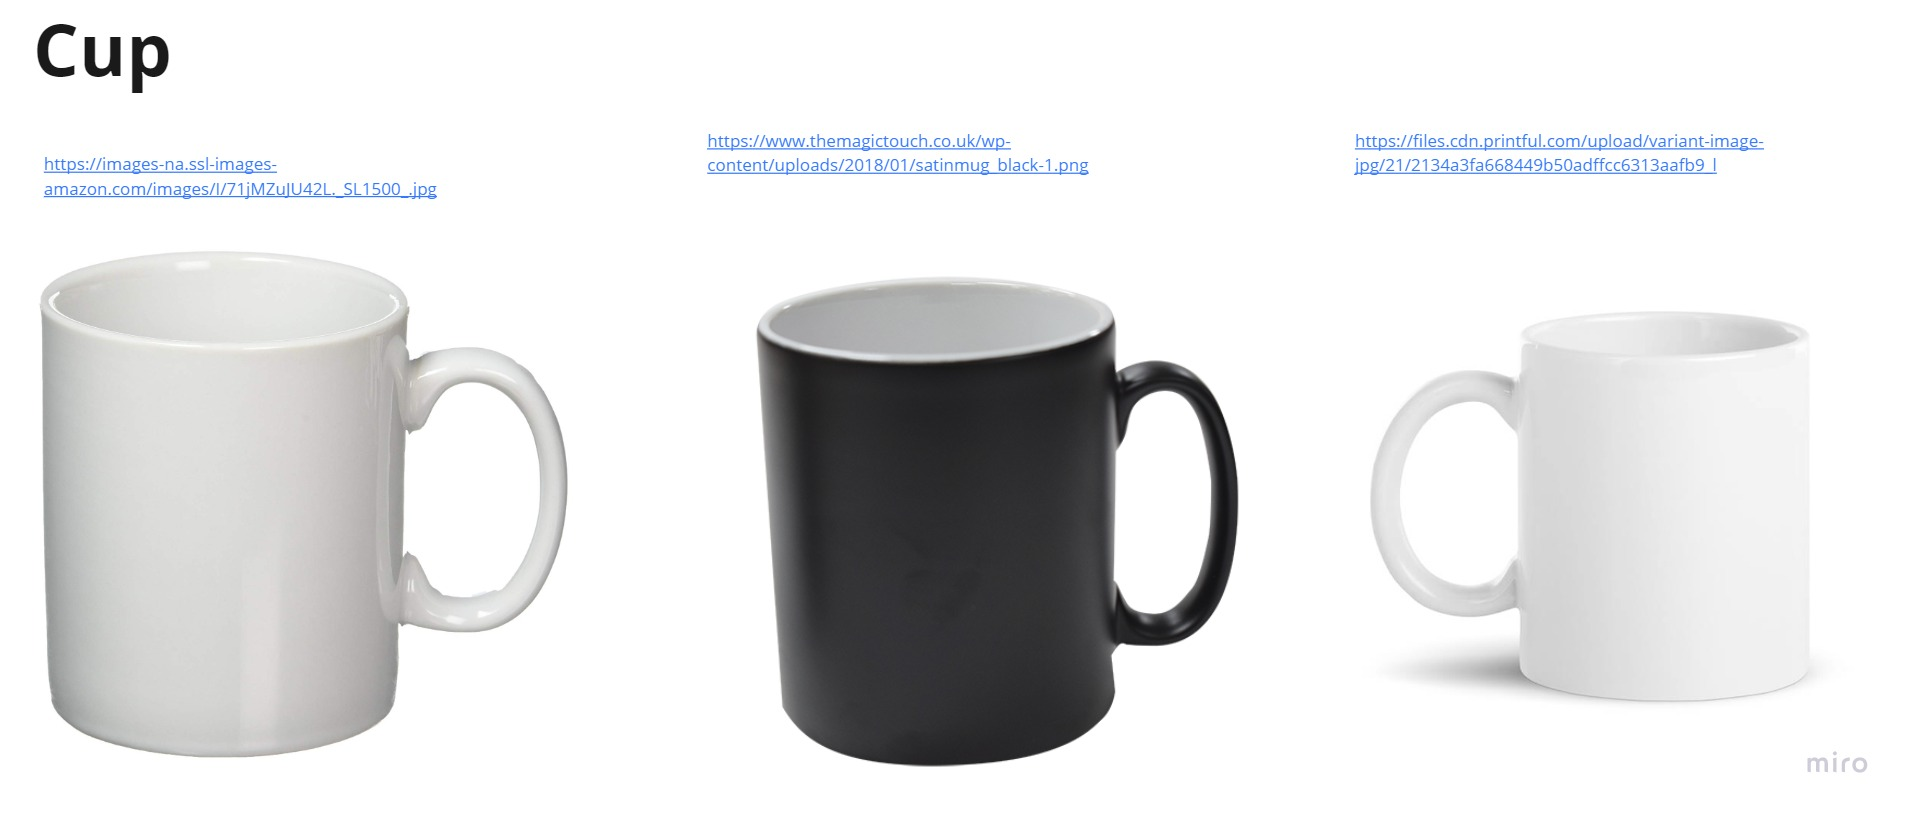 Cup
https://images-na.ssl-images-
amazon.com/images/I/71jMZuJU42L._SL1500_.jpg
https://www.themagictouch.co.uk/wp-
content/uploads/2018/01/satinmug_black-1.png
https://files.cdn.printful.com/upload/variant-image-
jpg/21/2134a3fa668449b50adffcc6313aafb9_l
miro